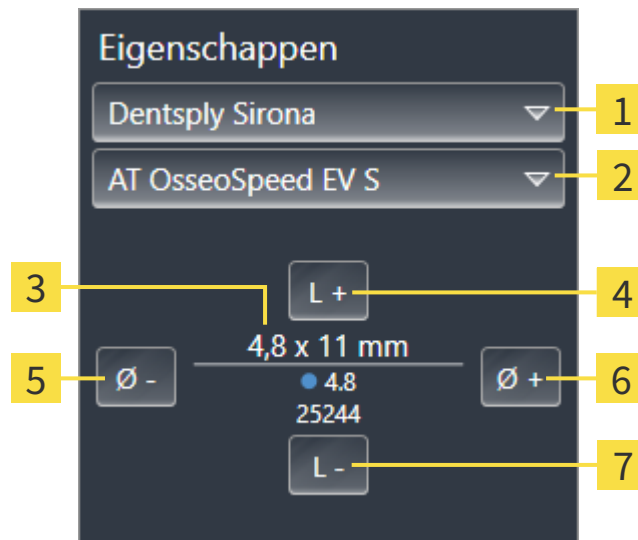 Eigenschappen
Dentsply Sirona
1
AT OsseoSpeed EV S
2
3
L +
4
4,8 x 11 mm
5
Ø -
4.8
Ø +
6
25244
L -
7